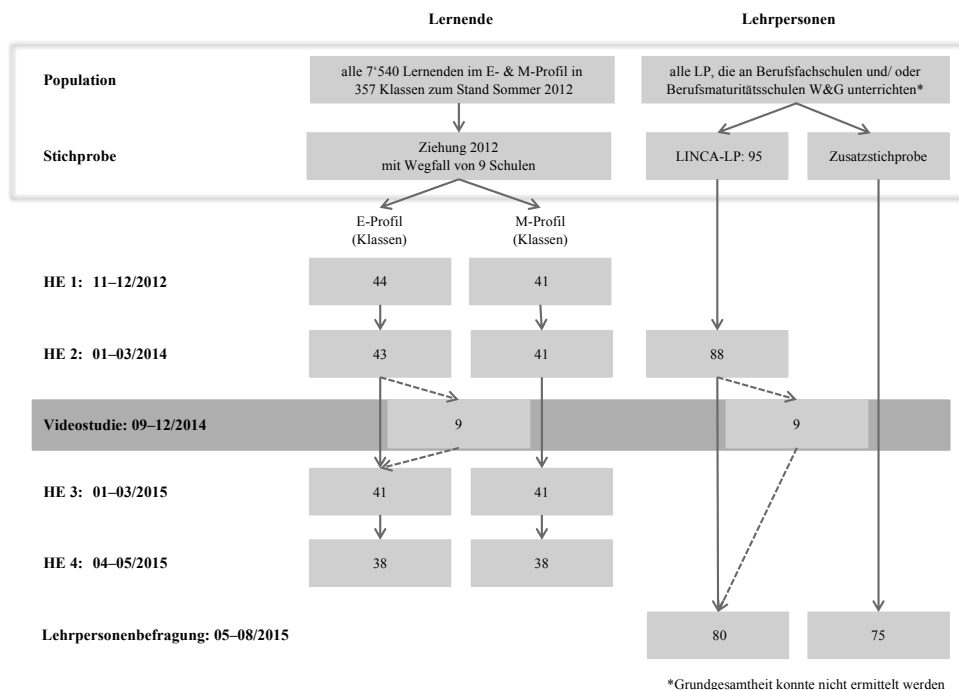 Lernende
Lehrpersonen
Population
alle 7‘540 Lernenden im E- & M-Profil in
357 Klassen zum Stand Sommer 2012
alle LP, die an Berufsfachschulen und/ oder
Berufsmaturitätsschulen W&G unterrichten*
Stichprobe
Ziehung 2012
mit Wegfall von 9 Schulen
LINCA-LP: 95
Zusatzstichprobe
E-Profil
(Klassen)
M-Profil
(Klassen)
HE 1: 11–12/2012
44
41
HE 2: 01–03/2014
43
41
88
Videostudie: 09–12/2014
9
9
HE 3: 01–03/2015
41
41
HE 4: 04–05/2015
38
38
Lehrpersonenbefragung: 05–08/2015
80
75
*Grundgesamtheit konnte nicht ermittelt werden